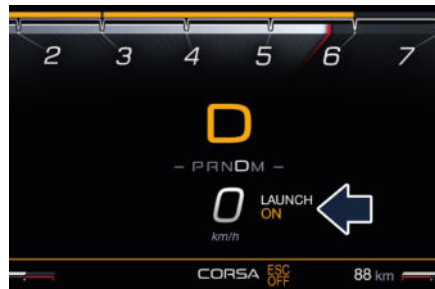 2 3 4 5 6 7
D
– PRNDM –
0 LAUNCH
ON
km/h
CORSA ESC OFF 88 km